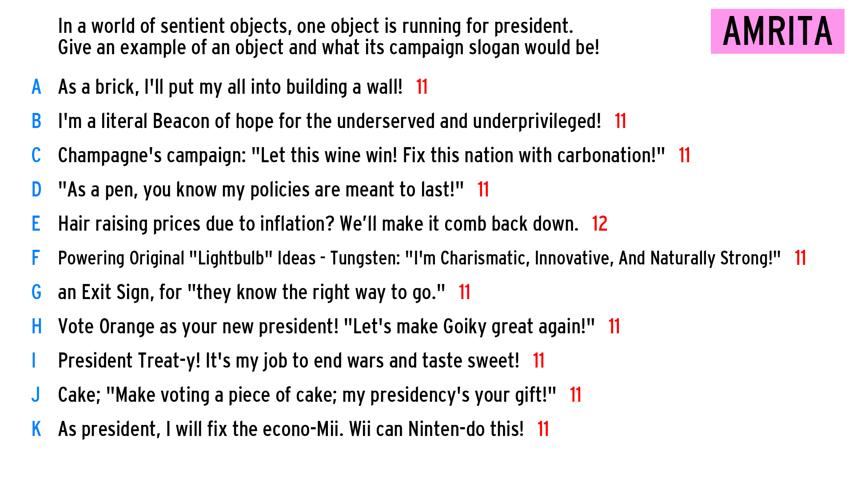 In a world of sentient objects, one object is running for president.
Give an example of an object and what its campaign slogan would be!
AMRITA
A As a brick, I'll put my all into building a wall! 11
B I'm a literal Beacon of hope for the underserved and underprivileged! 11
C Champagne's campaign: "Let this wine win! Fix this nation with carbonation!" 11
D "As a pen, you know my policies are meant to last!" 11
E Hair raising prices due to inflation? We’ll make it comb back down. 12
F Powering Original "Lightbulb" Ideas - Tungsten: "I'm Charismatic, Innovative, And Naturally Strong!" 11
G an Exit Sign, for "they know the right way to go." 11
H Vote Orange as your new president! "Let's make Goiky great again!" 11
I President Treat-y! It's my job to end wars and taste sweet! 11
J Cake; "Make voting a piece of cake; my presidency's your gift!" 11
K As president, I will fix the econo-Mii. Wii can Ninten-do this! 11